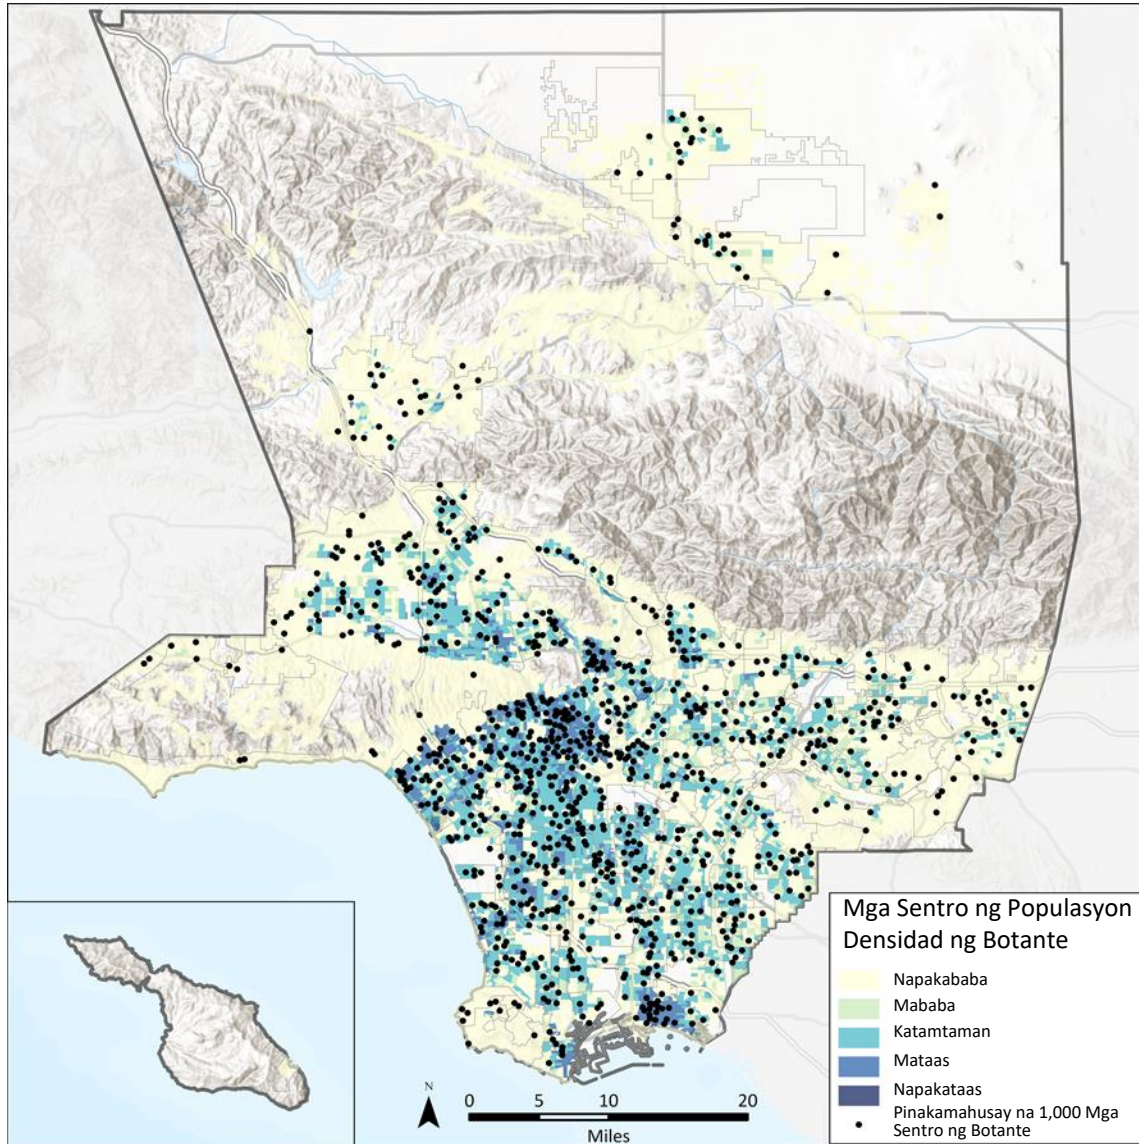 Mga Sentro ng Populasyon
Densidad ng Botante
Napakababa
Mababa
Katamtaman
Mataas
Napakataas
Pinakamahusay na 1,000 Mga
Sentro ng Botante
N
0 5 10 20
Miles